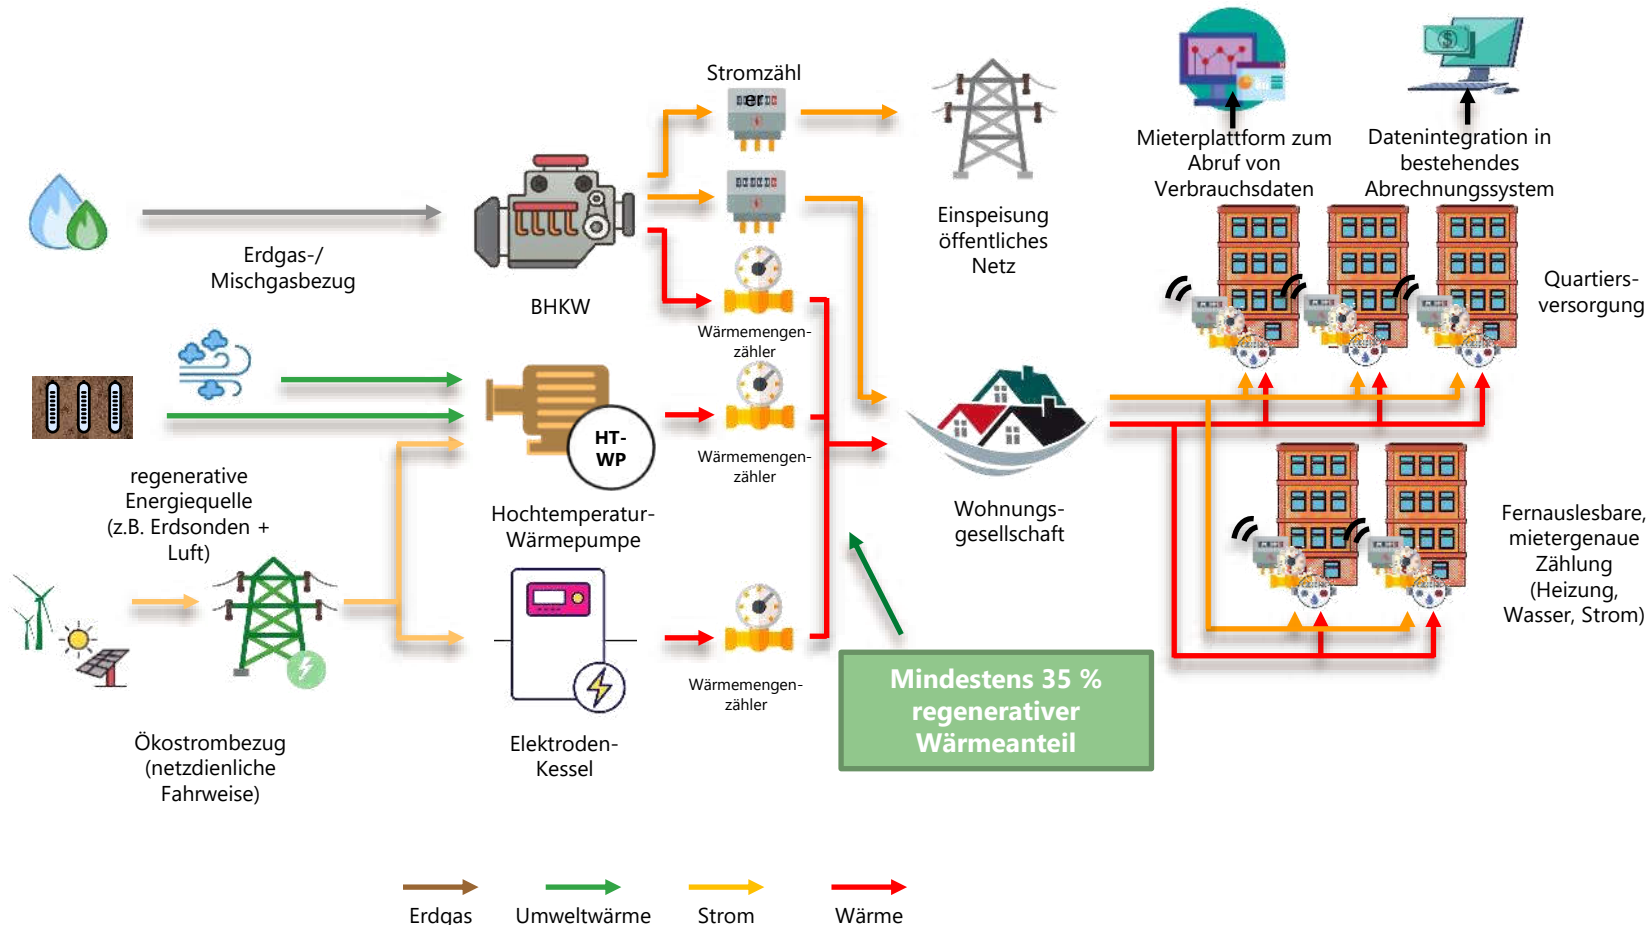 Stromzähl
er
Mieterplattform zum
Abruf von
Verbrauchsdaten
Datenintegration in
bestehendes
Abrechnungssystem
Erdgas-/
Mischgasbezug
BHKW
Einspeisung
öffentliches
Netz
Quartiers-
versorgung
Wärmemengen-
zähler
HT-
WP
Wärmemengen-
zähler
regenerative
Energiequelle
(z.B. Erdsonden +
Luft)
Hochtemperatur-
Wärmepumpe
Wohnungs-
gesellschaft
Fernauslesbare,
mietergenaue
Zählung
(Heizung,
Wasser, Strom)
Wärmemengen-
zähler
Mindestens 35 %
regenerativer
Wärmeanteil
Ökostrombezug
(netzdienliche
Fahrweise)
Elektroden-
Kessel
Erdgas
Umweltwärme
Strom
Wärme